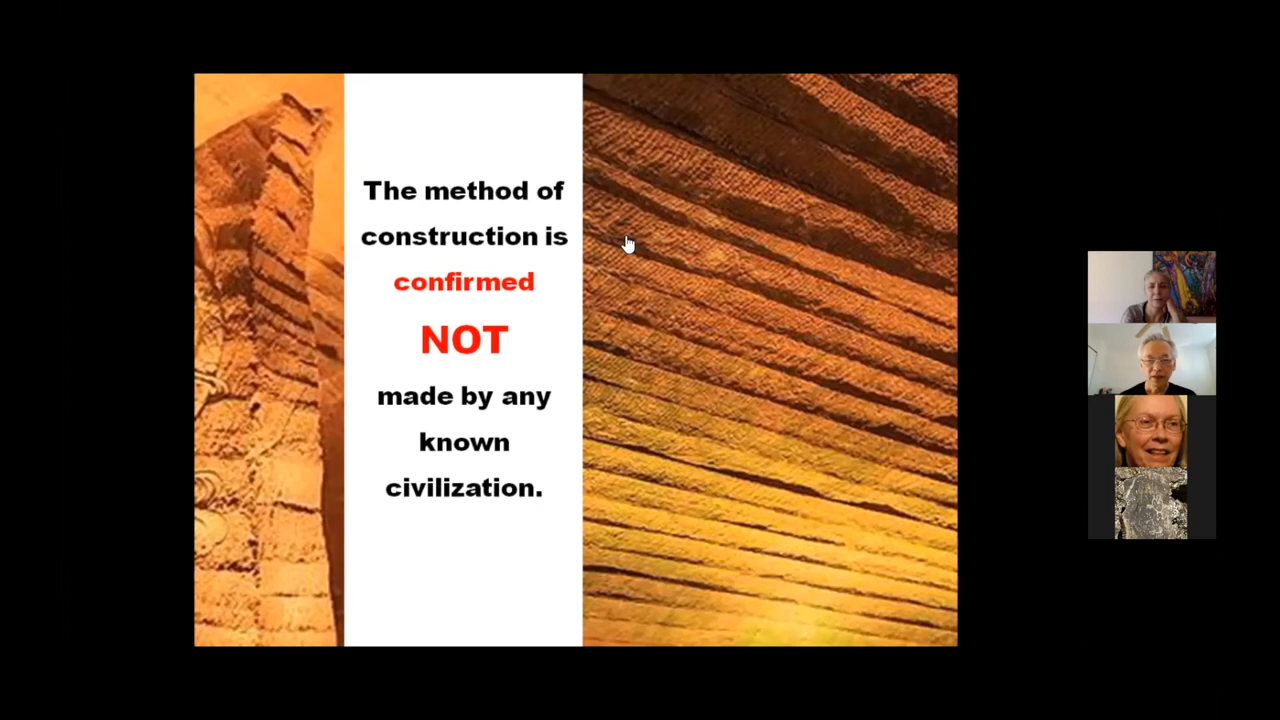 The method of
construction is
confirmed
NOT
made by any
known
civilization.